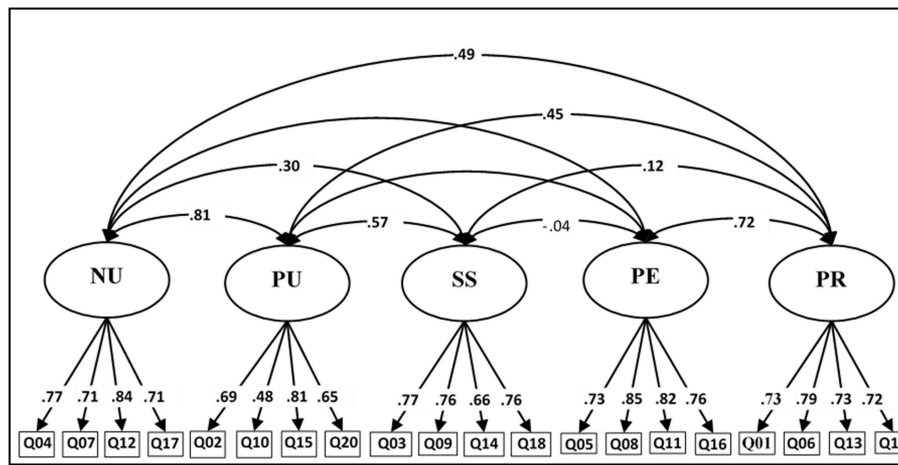 .49
.45
.30 .12
.81 .57 -.04 .72
NU PU SS PE PR
.77 .71 .84 .71 .69 .48 .81 .65 .77 .76 .66 .76 .73 .85 .82 .76 .73 .79 .73 .72
Q04 Q07 Q12 Q17 Q02 Q10 Q15 Q20 Q03 Q09 Q14 Q18 Q05 Q08 Q11 Q16 Q01 Q06 Q13